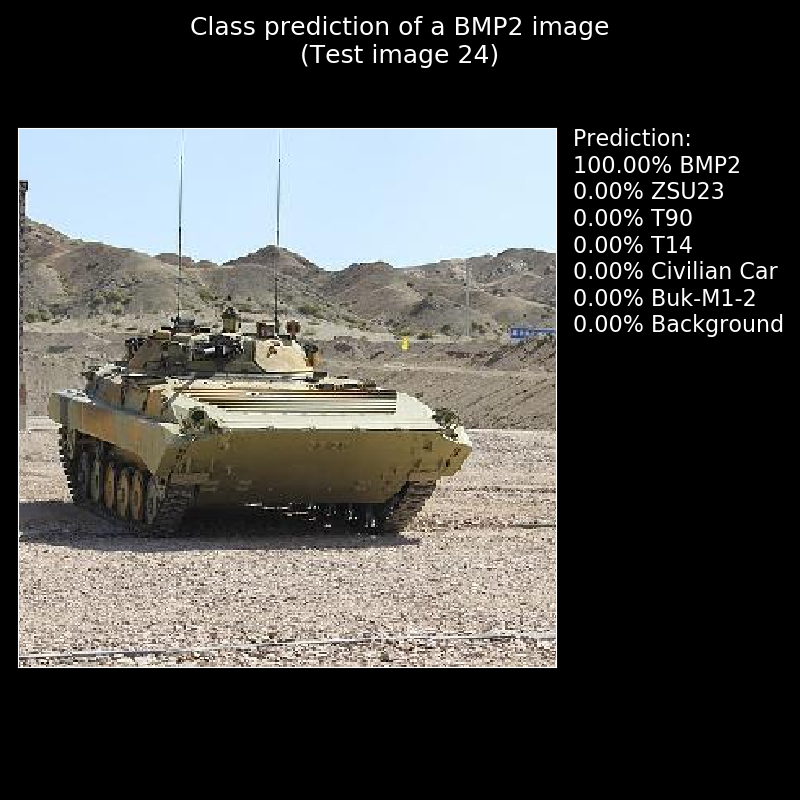 Class prediction of a BMP2 image
(Test image 24)
Prediction:
100.00% BMP2
0.00% ZSU23
0.00% T90
0.00% T14
0.00% Civilian Car
0.00% Buk-M1-2
0.00% Background